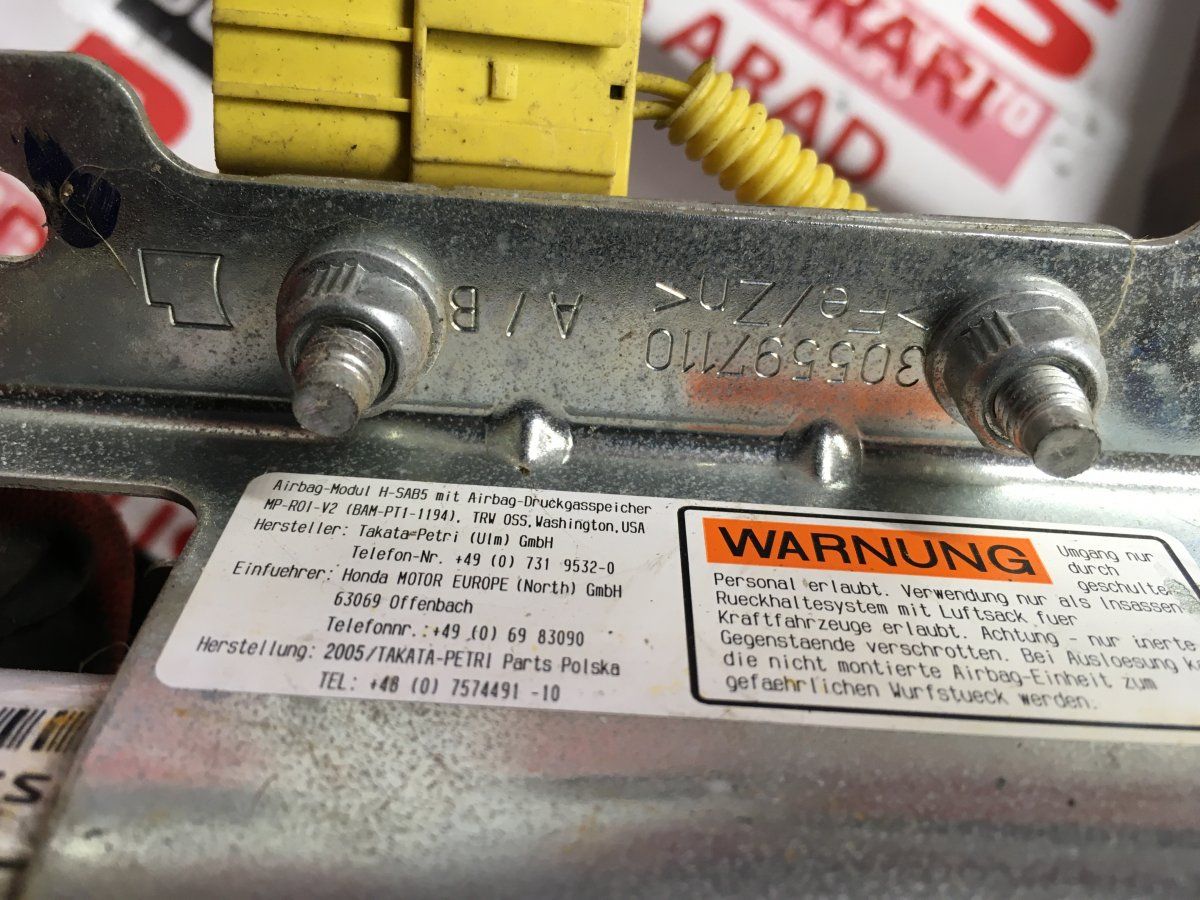 ARAD
A/B
>Fe/Zn<
305597110
Airbag-Modul H-SAB5 mit Airbag-Druckgasspeicher
MP-R01-V2 (BAM-PT1-1194), TRW OSS,Washington,USA
Hersteller: Takata-Petri (Ulm) GmbH
Telefon-Nr. +49 (0) 731 9532-0
Einfuehrer: Honda MOTOR EUROPE (North) GmbH
63069 Offenbach
Telefonnr.:+49 (0) 69 83090
Herstellung: 2005/TAKATA-PETRI Parts Polska
TEL: +48 (0) 7574491 -10
WARNUNG Umgang nur
durch
geschultem
Personal erlaubt. Verwendung nur als Insassen-
Rueckhaltesystem mit Luftsack fuer
Kraftfahrzeuge erlaubt. Achtung - nur inerte
Gegenstaende verschrotten. Bei Ausloesung
die nicht montierte Airbag-Einheit zum
gefaehrlichen Wurfstueck werden.